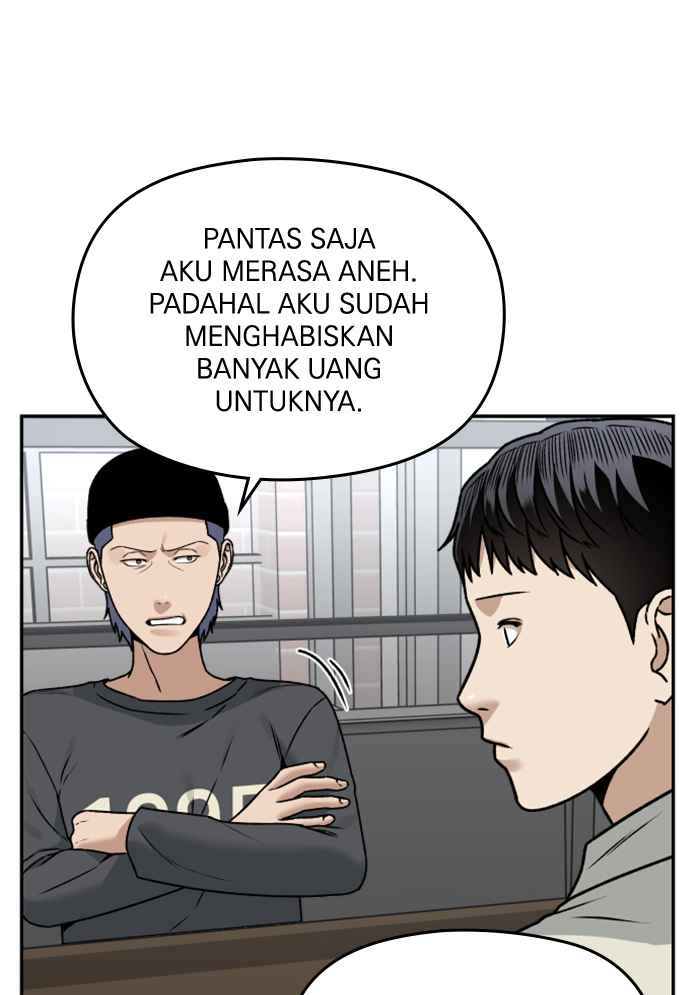 PANTAS SAJA
AKU MERASA ANEH.
PADAHAL AKU SUDAH
MENGHABISKAN
BANYAK UANG
UNTUKNYA.